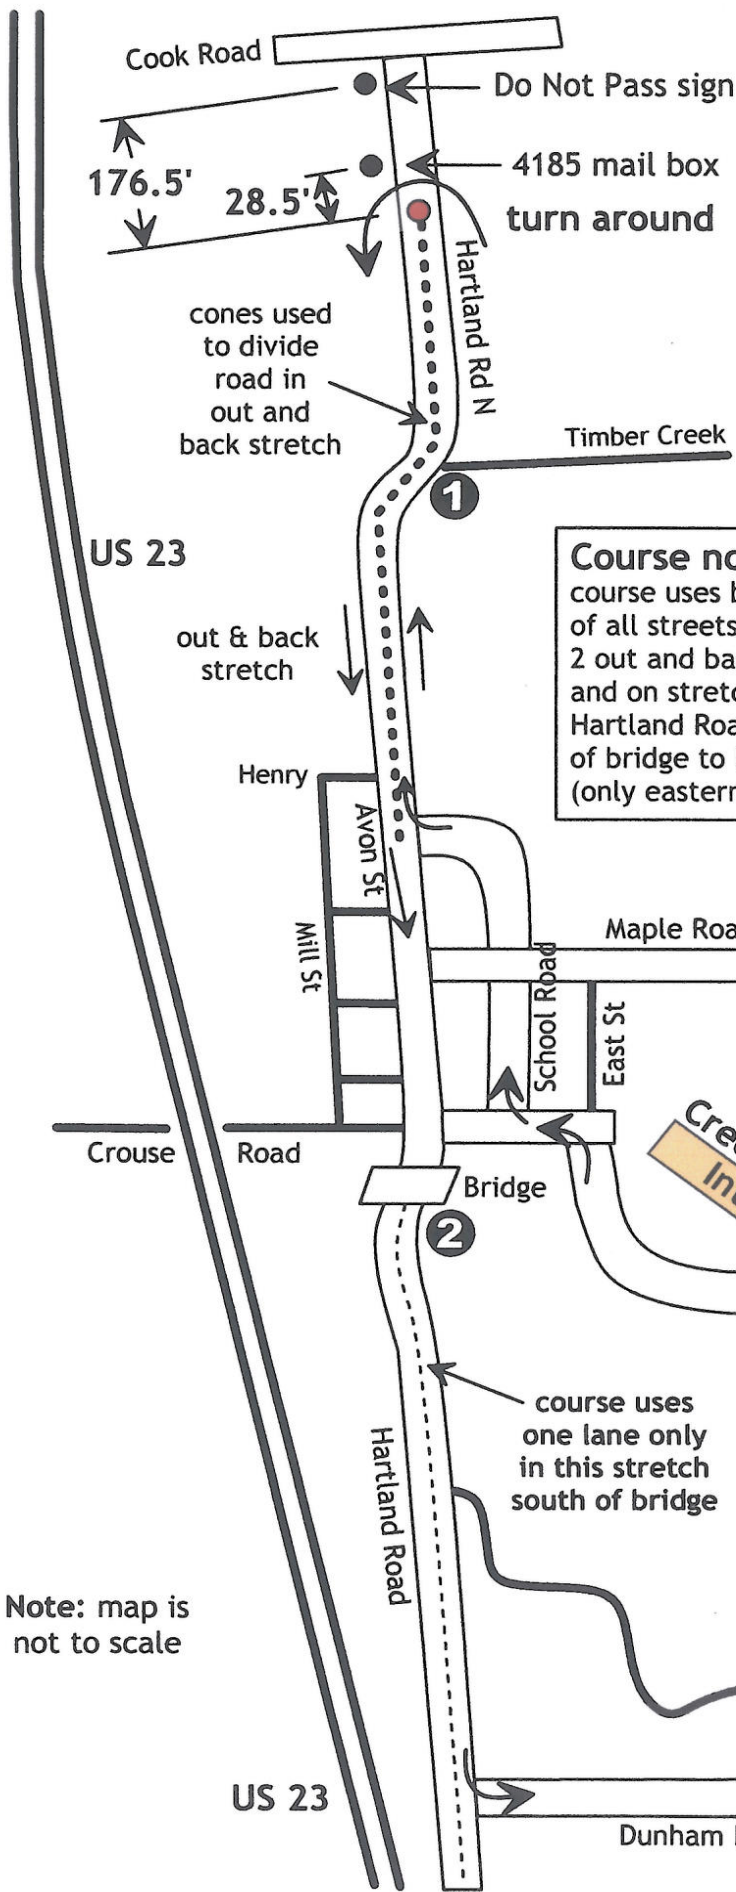 Cook Road
Do Not Pass sign
176.5'
4185 mail box
28.5'
turn around
Hartland Rd N
cones used
to divide
road in
out and
back stretch
Timber Creek
1
US 23
Course no
course uses b
of all streets
2 out and ba
and on stretc
Hartland Roa
of bridge to
(only eastern
out & back
stretch
Henry
Avon St
Mill St
Maple Roa
School Road
East St
Crouse Road
Cree
Int
Bridge
2
course uses
one lane only
in this stretch
south of bridge
Hartland Road
Note: map is
not to scale
US 23
Dunham